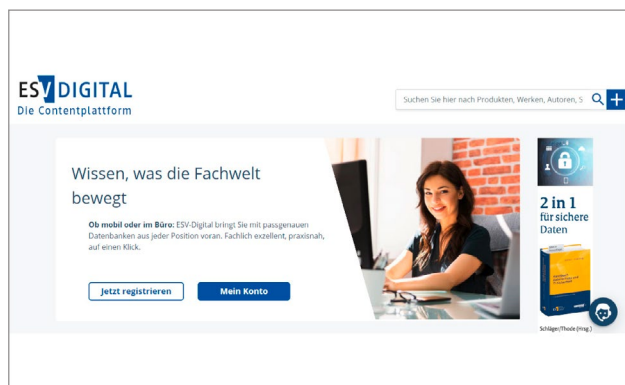 ESV DIGITAL
Die Contentplattform
Suchen Sie hier nach Produkten, Werken, Autoren, S
Wissen, was die Fachwelt
bewegt
Ob mobil oder im Büro: ESV-Digital bringt Sie mit passgenauen
Datenbanken aus jeder Position voran. Fachlich exzellent, praxisnah,
auf einen Klick.
Jetzt registrieren
Mein Konto
2 in 1
für sichere
Daten
Schläger/Thode (Hrsg.)